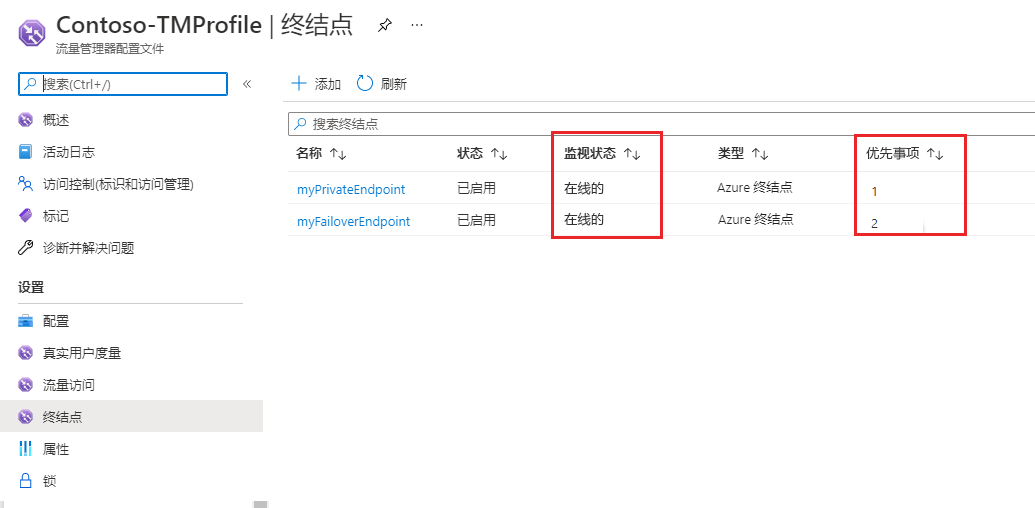 Contoso-TMProfile | 终结点
流量管理器配置文件
搜索(Ctrl+/)
概述
活动日志
访问控制(标识和访问管理)
标记
诊断并解决问题
设置
配置
真实用户度量
流量访问
终结点
属性
锁
添加 刷新
搜索终结点
名称 状态 监视状态 类型 优先事项
myPrivateEndpoint 已启用 在线的 Azure 终结点 1
myFailoverEndpoint 已启用 在线的 Azure 终结点 2